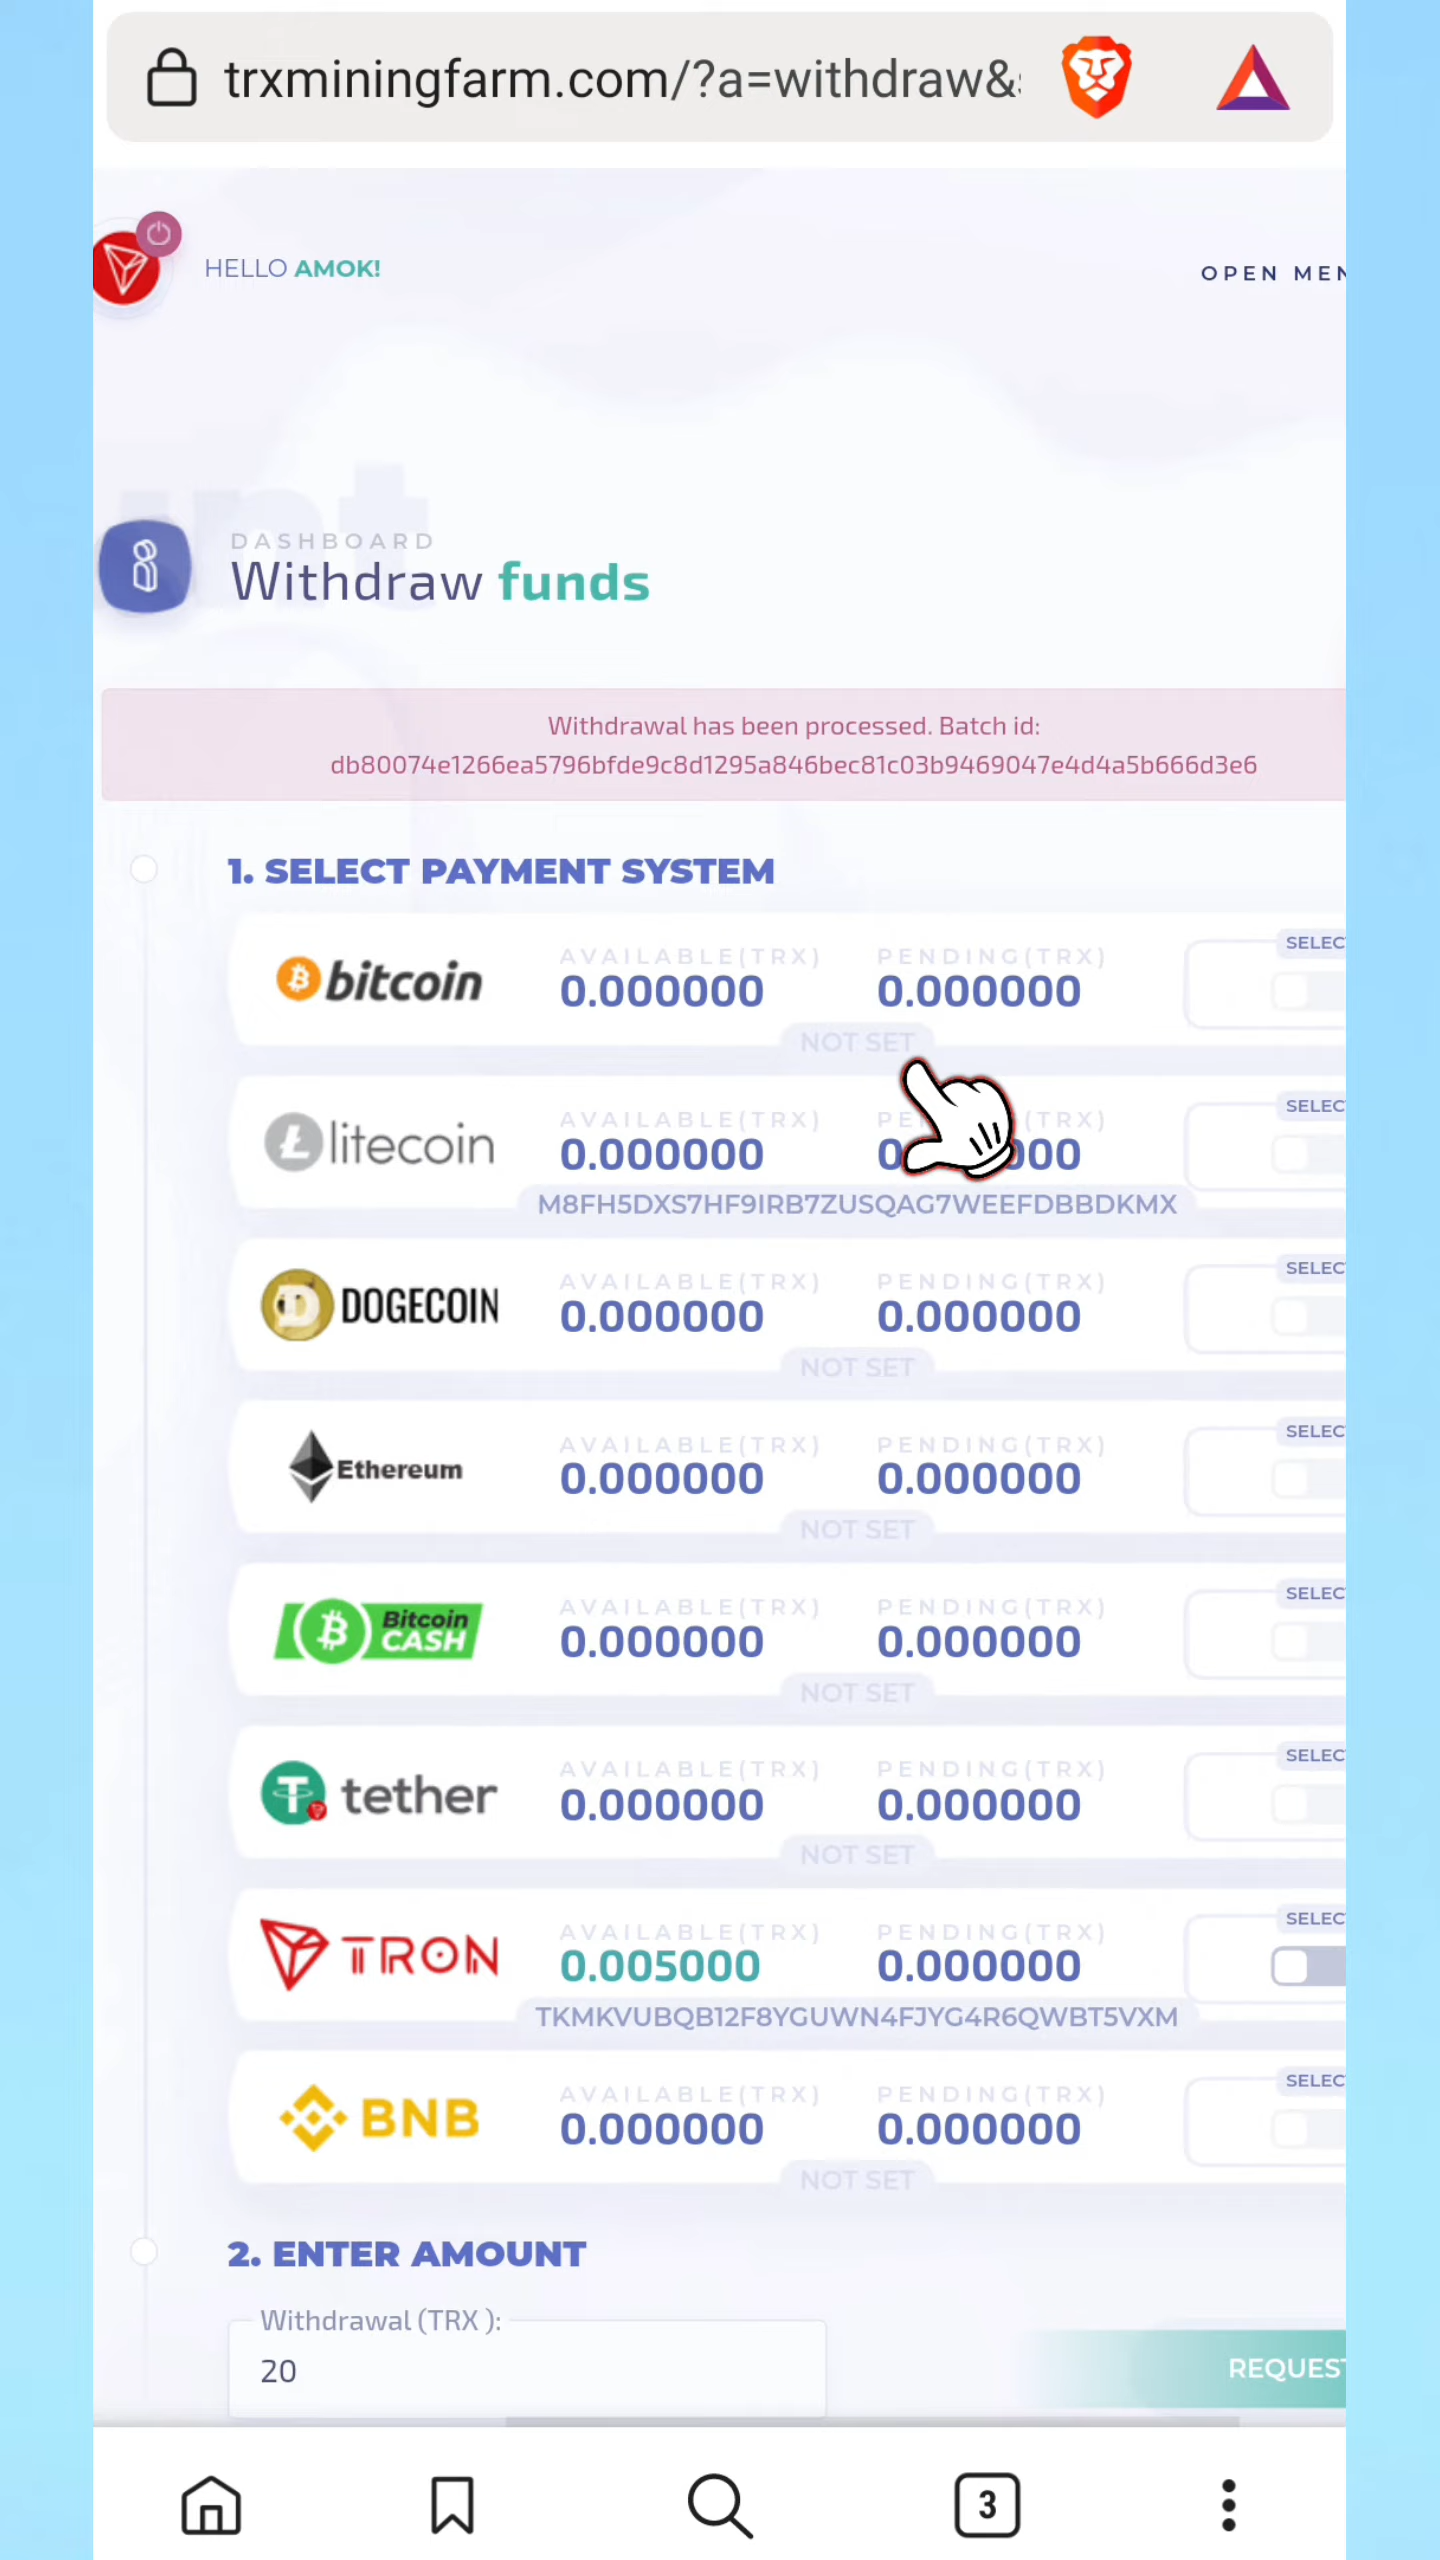 trxminingfarm.com/?a=withdraw&
HELLO AMOK!
OPEN MEN
DASHBOARD
Withdraw funds
Withdrawal has been processed. Batch id:
db80074e1266ea5796bfde9c8d1295a846bec81c03b9469047e4d4a5b666d3e6
1. SELECT PAYMENT SYSTEM
bitcoin
AVAILABLE(TRX) PENDING(TRX) SELEC
0.000000 0.000000
NOT SET
litecoin
AVAILABLE(TRX) PE (TRX) SELEC
0.000000 0 000
M8FH5DXS7HF9IRB7ZUSQAG7WEEFDBBDKMX
DOGECOIN
AVAILABLE(TRX) PENDING(TRX) SELEC
0.000000 0.000000
NOT SET
Ethereum
AVAILABLE(TRX) PENDING(TRX) SELEC
0.000000 0.000000
NOT SET
Bitcoin
CASH
AVAILABLE(TRX) PENDING(TRX) SELEC
0.000000 0.000000
NOT SET
tether
AVAILABLE(TRX) PENDING(TRX) SELEC
0.000000 0.000000
NOT SET
TRON
AVAILABLE(TRX) PENDING(TRX) SELEC
0.005000 0.000000
TKMKVUBQB12F8YGUWN4FJYG4R6QWBT5VXM
BNB
AVAILABLE(TRX) PENDING(TRX) SELEC
0.000000 0.000000
NOT SET
2. ENTER AMOUNT
Withdrawal (TRX ):
20
REQUEST
3